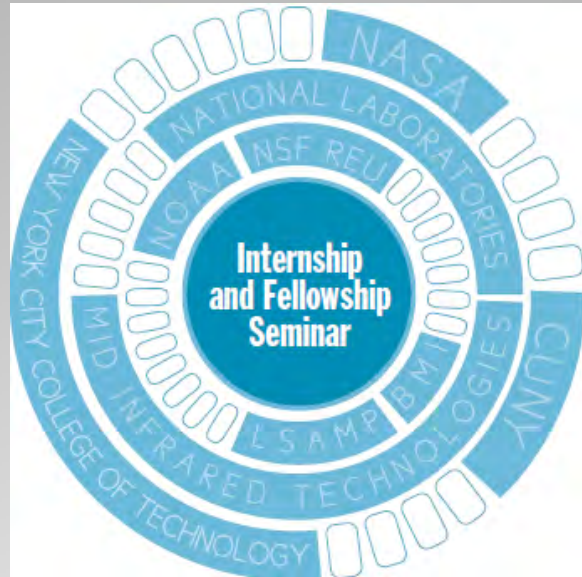 NASA
NATIONAL LABORATORIES
NEW YORK CITY COLLEGE OF TECHNOLOGY
NOAA
NSF REU
Internship
and Fellowship
Seminar
CUNY
BMI
LSAMP
MID INFRARED TECHNOLOGIES